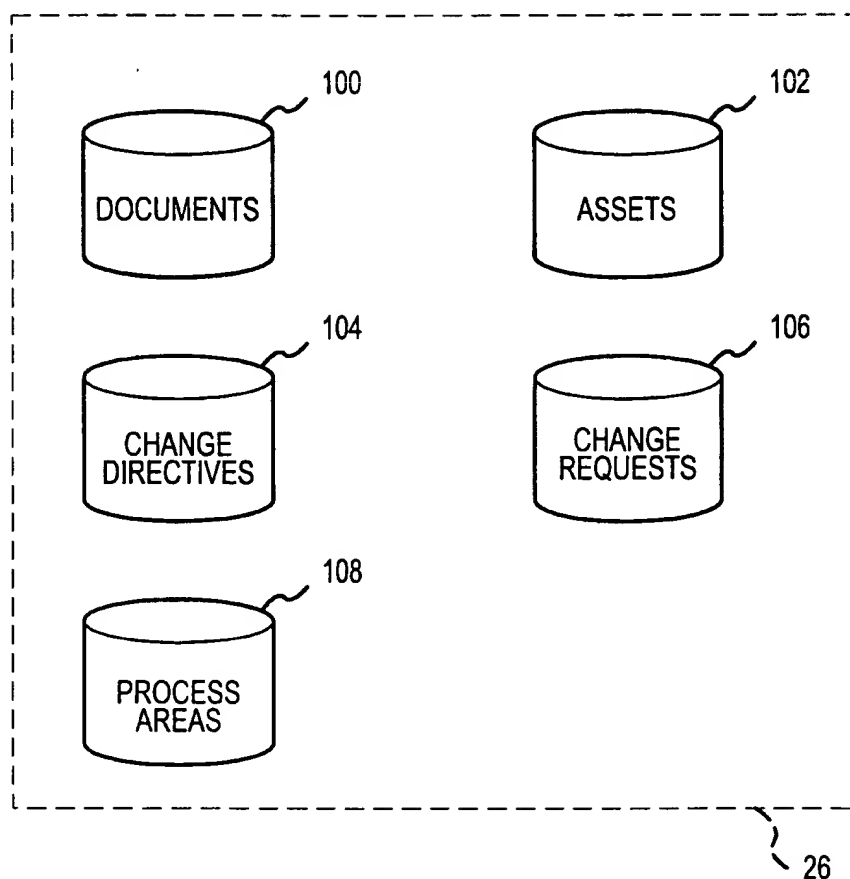 100
102
DOCUMENTS
ASSETS
104
106
CHANGE
DIRECTIVES
CHANGE
REQUESTS
108
PROCESS
AREAS
26